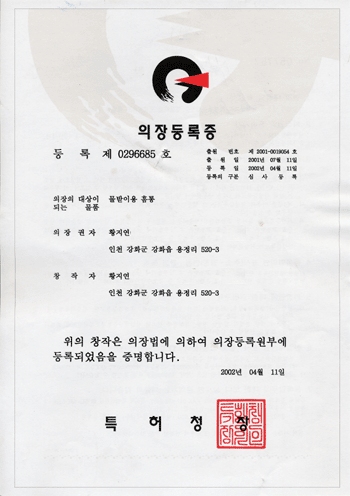 의장등록증
등 록 제 0296685 호
출원 번호 제 2001-0019054 호
출 원 일 2001년 07월 11일
등 록 일 2002년 04월 11일
등록의 구분 심 사 등 록
의장의 대상이 물받이용 홈통
되는 물품
의 장 권 자 황지연
인천 강화군 강화읍 용정리 520-3
창 작 자 황지연
인천 강화군 강화읍 용정리 520-3
위의 창작은 의장법에 의하여 의장등록원부에
등록되었음을 증명합니다.
2002년 04월 11일
특 허 청 장